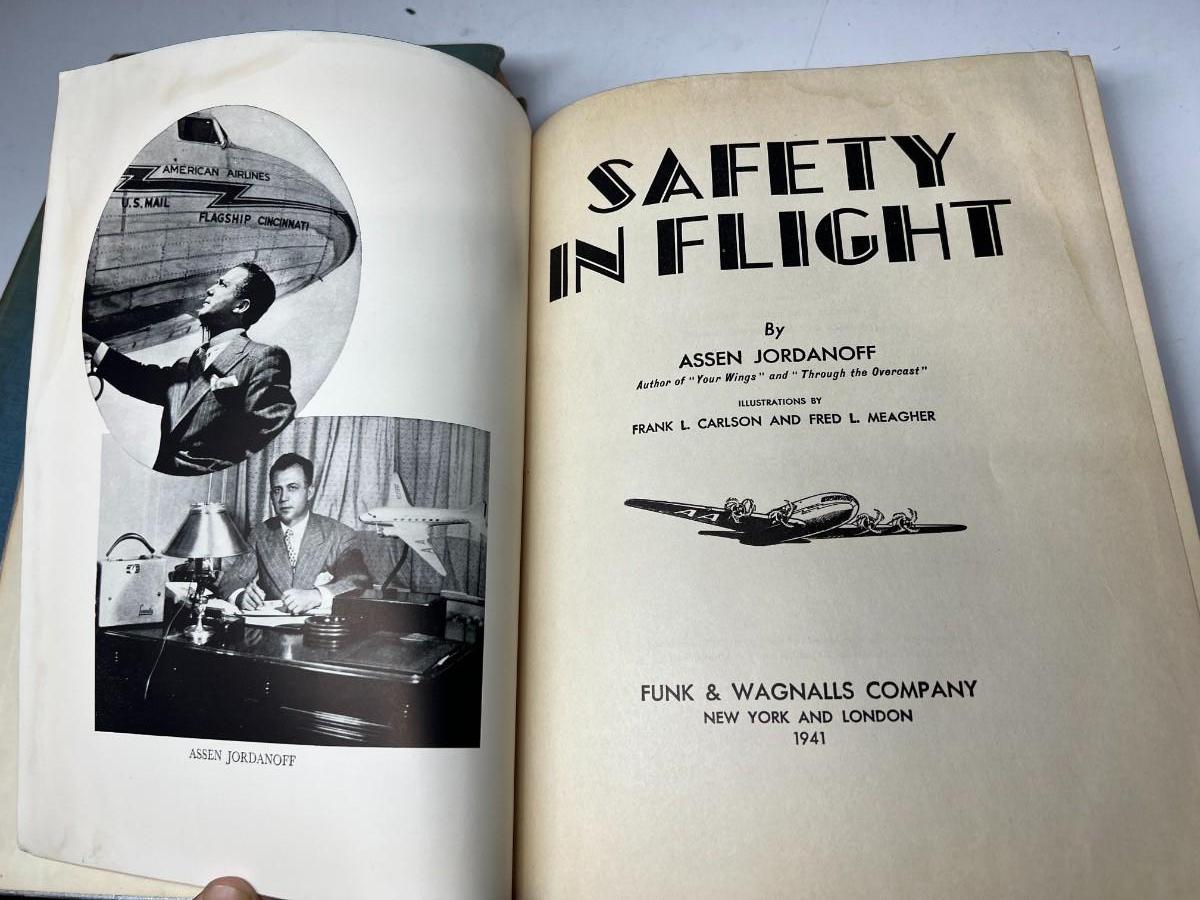 AMERICAN AIRLINES
U.S. MAIL
FLAGSHIP CINCINNATI
ASSEN JORDANOFF
SAFETY
IN FLIGHT
By
ASSEN JORDANOFF
Author of "Your Wings" and "Through the Overcast"
ILLUSTRATIONS BY
FRANK L. CARLSON AND FRED L. MEAGHER
AA
FUNK & WAGNALLS COMPANY
NEW YORK AND LONDON
1941